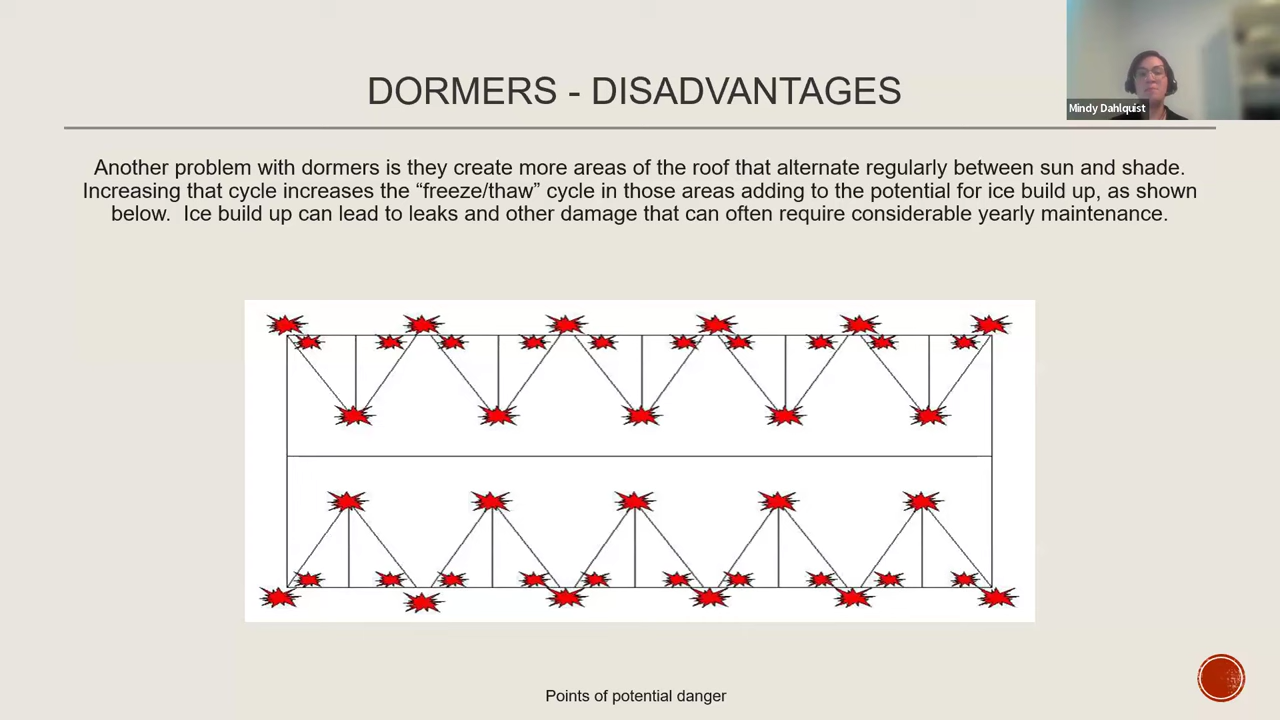 Mindy Dahlquist
DORMERS - DISADVANTAGES
Another problem with dormers is they create more areas of the roof that alternate regularly between sun and shade.
Increasing that cycle increases the “freeze/thaw” cycle in those areas adding to the potential for ice build up, as shown
below.  Ice build up can lead to leaks and other damage that can often require considerable yearly maintenance.
Points of potential danger